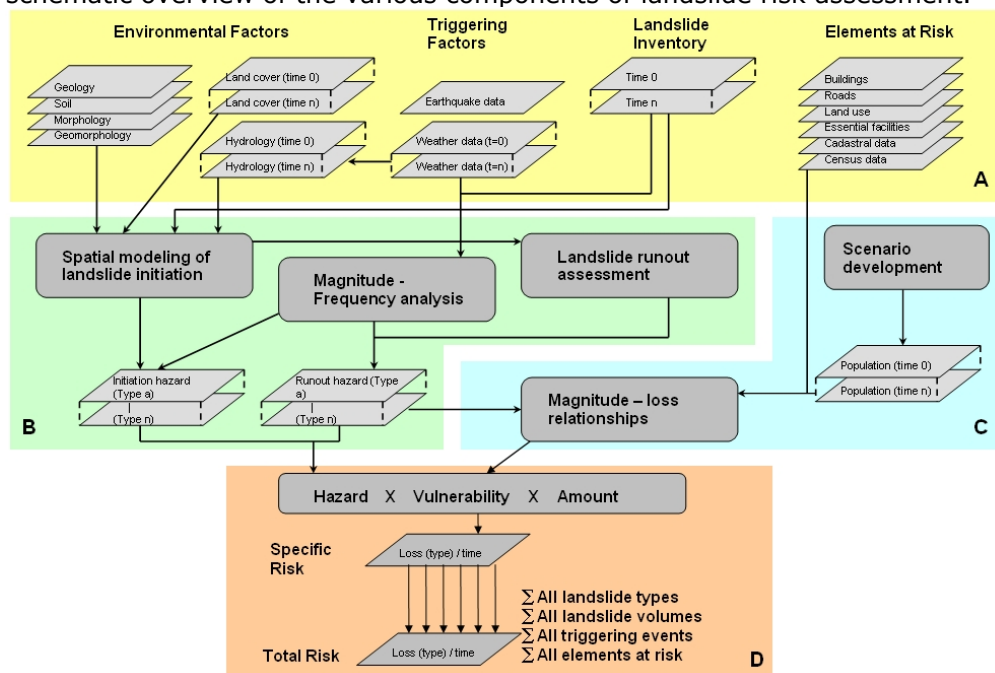 schematic overview of the various components of landslide risk assessment.
Environmental Factors
Triggering
Factors
Landslide
Inventory
Elements at Risk
Geology
Soil
Morphology
Geomorphology
Land cover (time 0)
Land cover (time n)
Hydrology (time 0)
Hydrology (time n)
Earthquake data
Weather data (t=0)
Weather data (t=n)
Time 0
Time n
Buildings
Roads
Land use
Essential facilities
Cadastral data
Census data
A
Spatial modeling of
landslide initiation
Magnitude -
Frequency analysis
Landslide runout
assessment
Scenario
development
Initiation hazard
(Type a)
|
(Type n)
Runout hazard (Type
a)
|
(Type n)
B
Magnitude – loss
relationships
Population (time 0)
Population (time n)
C
Hazard X Vulnerability X Amount
Specific
Risk
Loss (type) / time
∑ All landslide types
∑ All landslide volumes
∑ All triggering events
∑ All elements at risk
Total Risk
Loss (type) / time
D